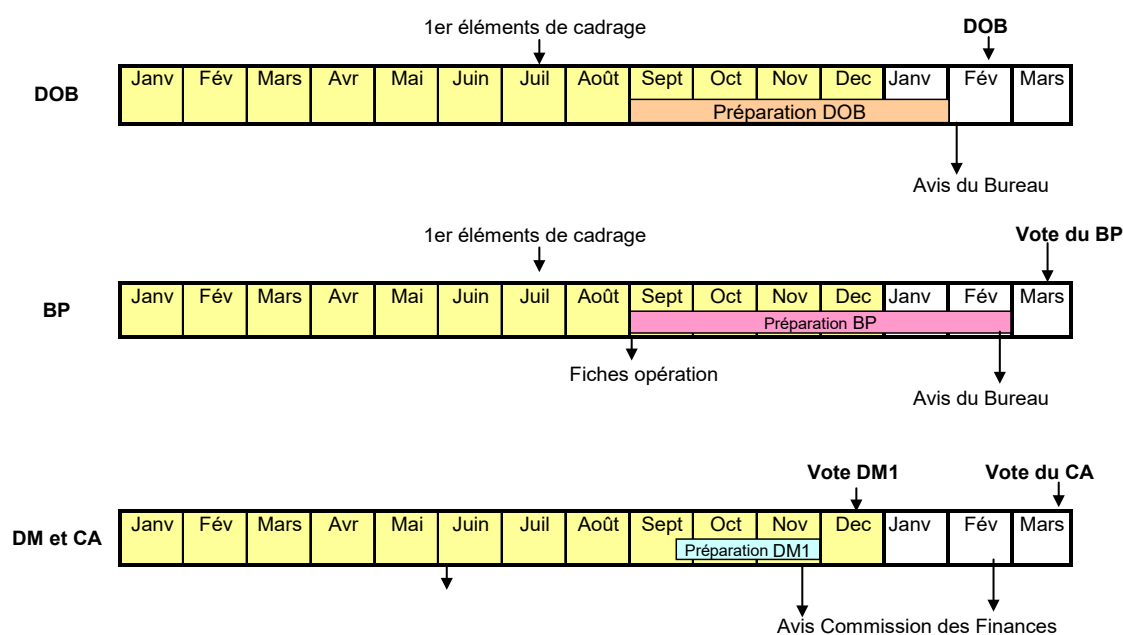 1er éléments de cadrage
DOB
DOB
Janv Fév Mars Avr Mai Juin Juil Août Sept Oct Nov Dec Janv Fév Mars
Préparation DOB
Avis du Bureau
1er éléments de cadrage
Vote du BP
BP
Janv Fév Mars Avr Mai Juin Juil Août Sept Oct Nov Dec Janv Fév Mars
Préparation BP
Fiches opération
Avis du Bureau
Vote DM1
Vote du CA
DM et CA
Janv Fév Mars Avr Mai Juin Juil Août Sept Oct Nov Dec Janv Fév Mars
Préparation DM1
Avis Commission des Finances